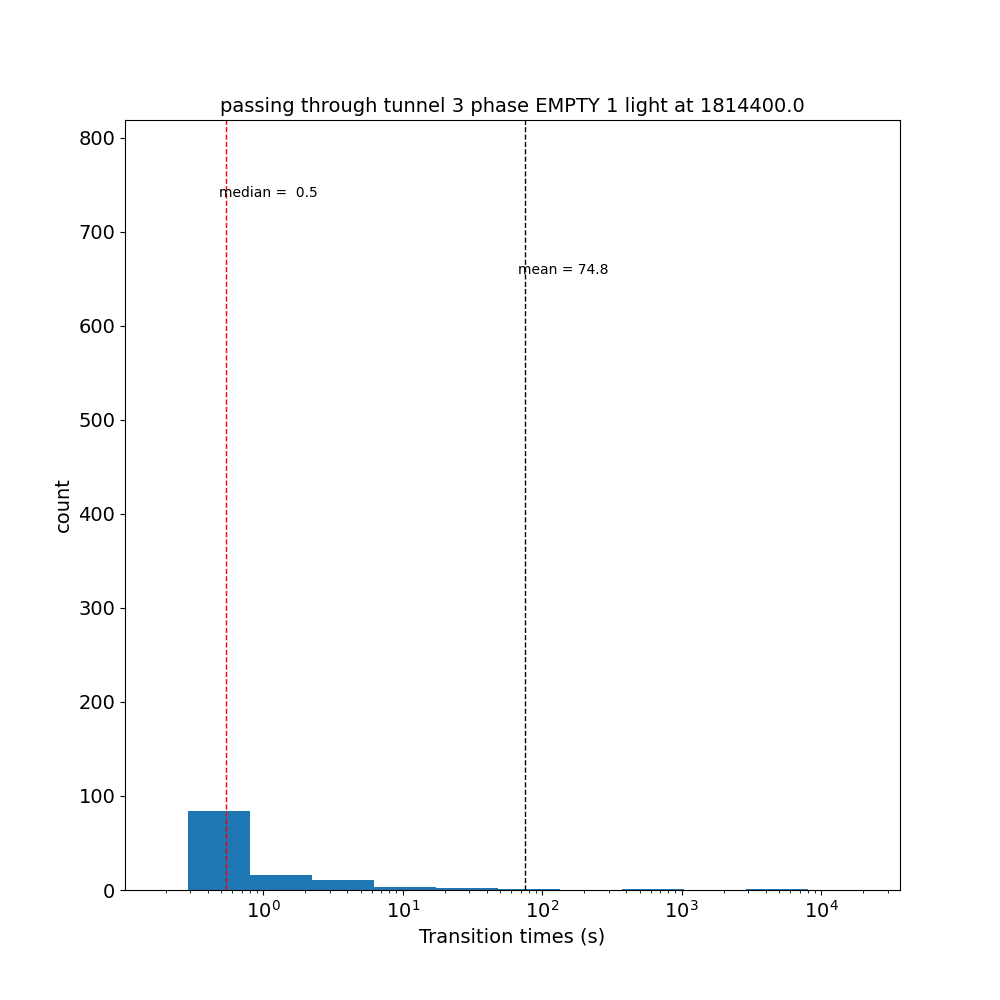 passing through tunnel 3 phase EMPTY 1 light at 1814400.0
800
700
600
500
400
300
200
100
0
count
median =  0.5
mean = 74.8
10⁰
10¹
10²
10³
10⁴
Transition times (s)